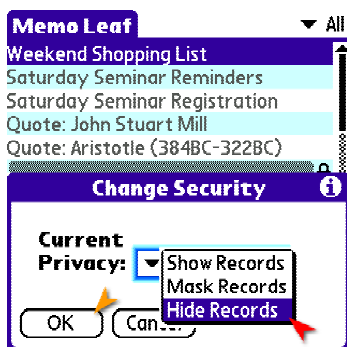 Memo Leaf All
Weekend Shopping List
Saturday Seminar Reminders
Saturday Seminar Registration
Quote: John Stuart Mill
Quote: Aristotle (384BC-322BC)
Change Security
Current
Privacy:
Show Records
Mask Records
Hide Records
OK